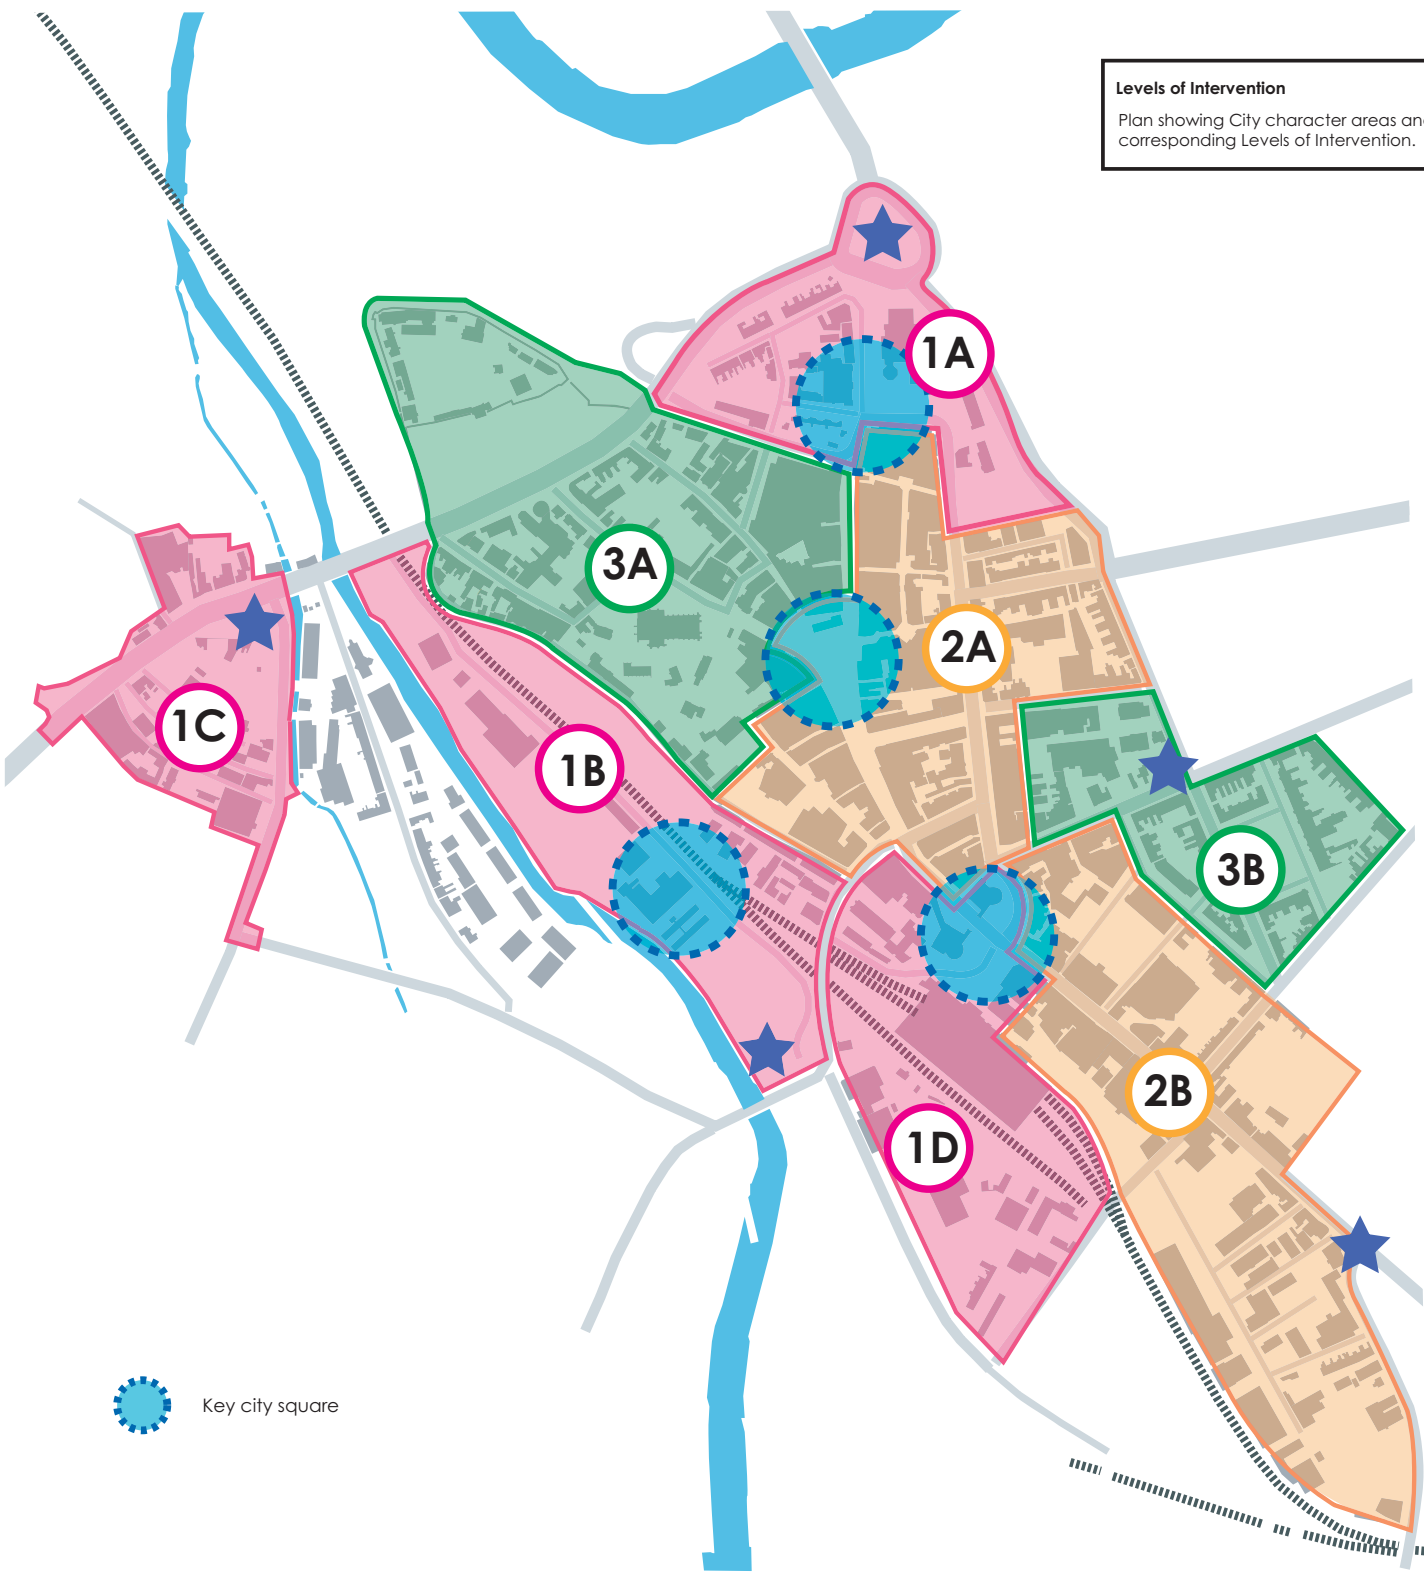 Levels of Intervention
Plan showing City character areas and
corresponding Levels of Intervention.
1A
3A
2A
1C
1B
3B
2B
1D
Key city square